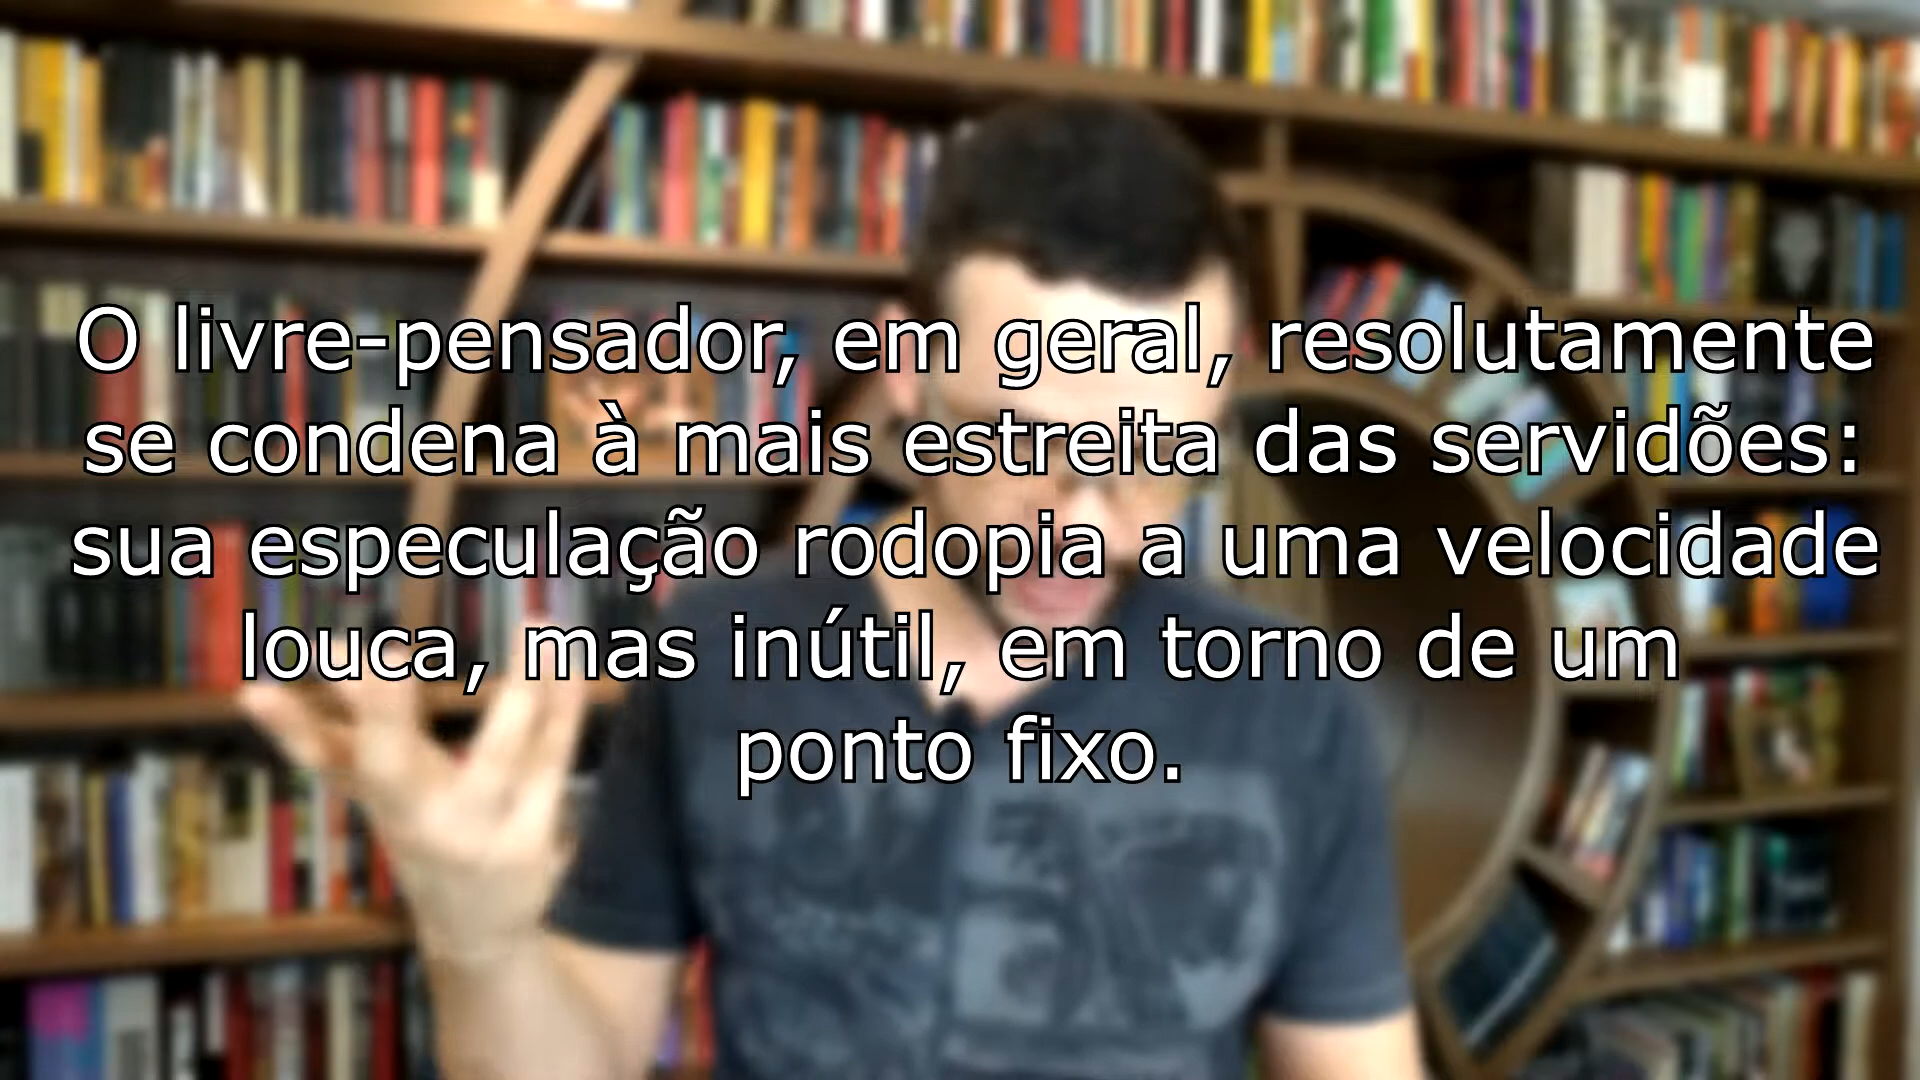 O livre-pensador, em geral, resolutamente
se condena à mais estreita das servidões:
sua especulação rodopia a uma velocidade
louca, mas inútil, em torno de um
ponto fixo.